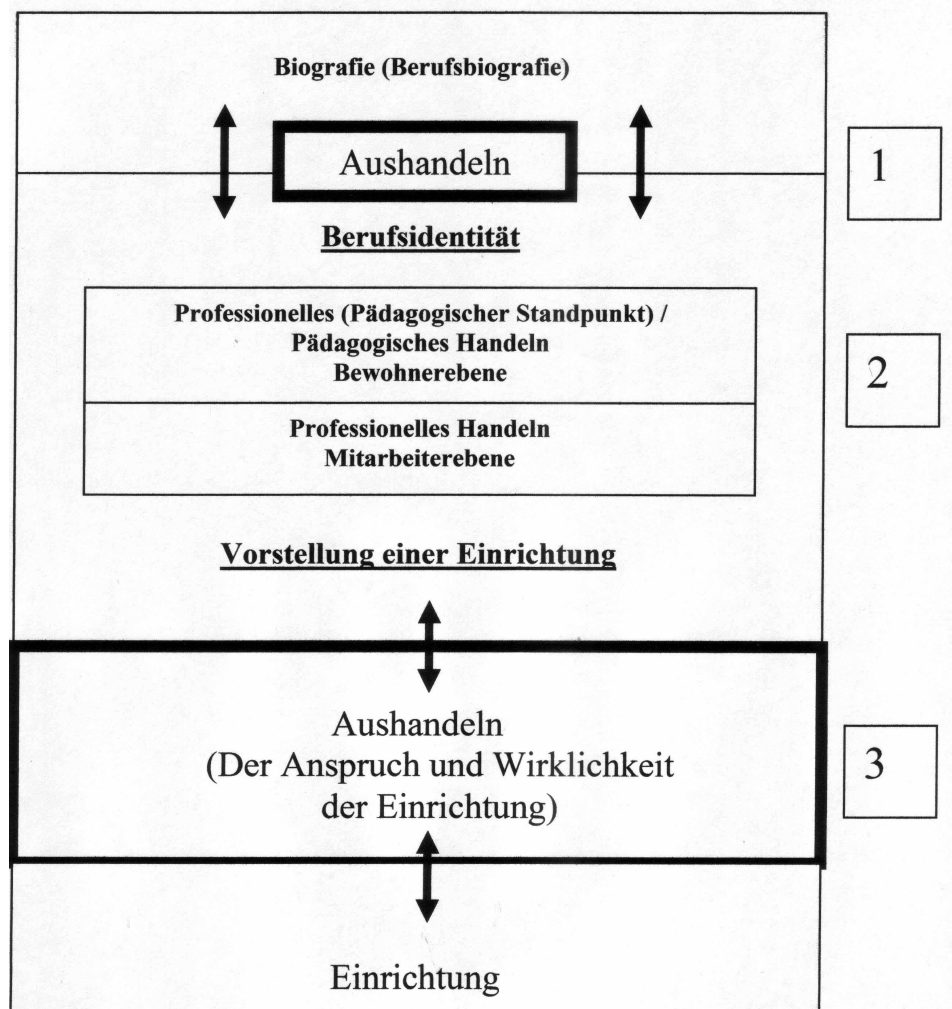 Biografie (Berufsbiografie)
Aushandeln
1
Berufsidentität
Professionelles (Pädagogischer Standpunkt) /
Pädagogisches Handeln
Bewohnerebene
2
Professionelles Handeln
Mitarbeiterebene
Vorstellung einer Einrichtung
Aushandeln
(Der Anspruch und Wirklichkeit
der Einrichtung)
3
Einrichtung